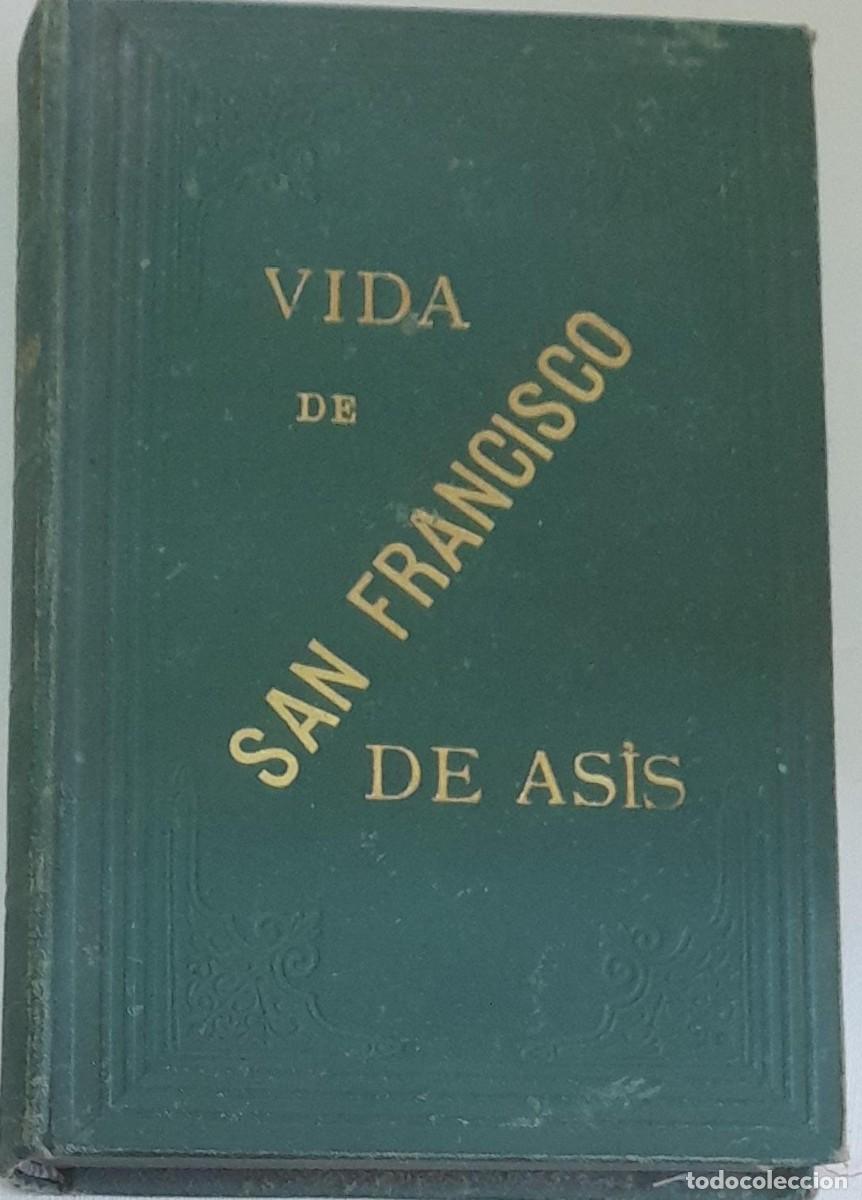 VIDA
DE
SAN FRANCISCO
DE ASÍS
todocoleccion